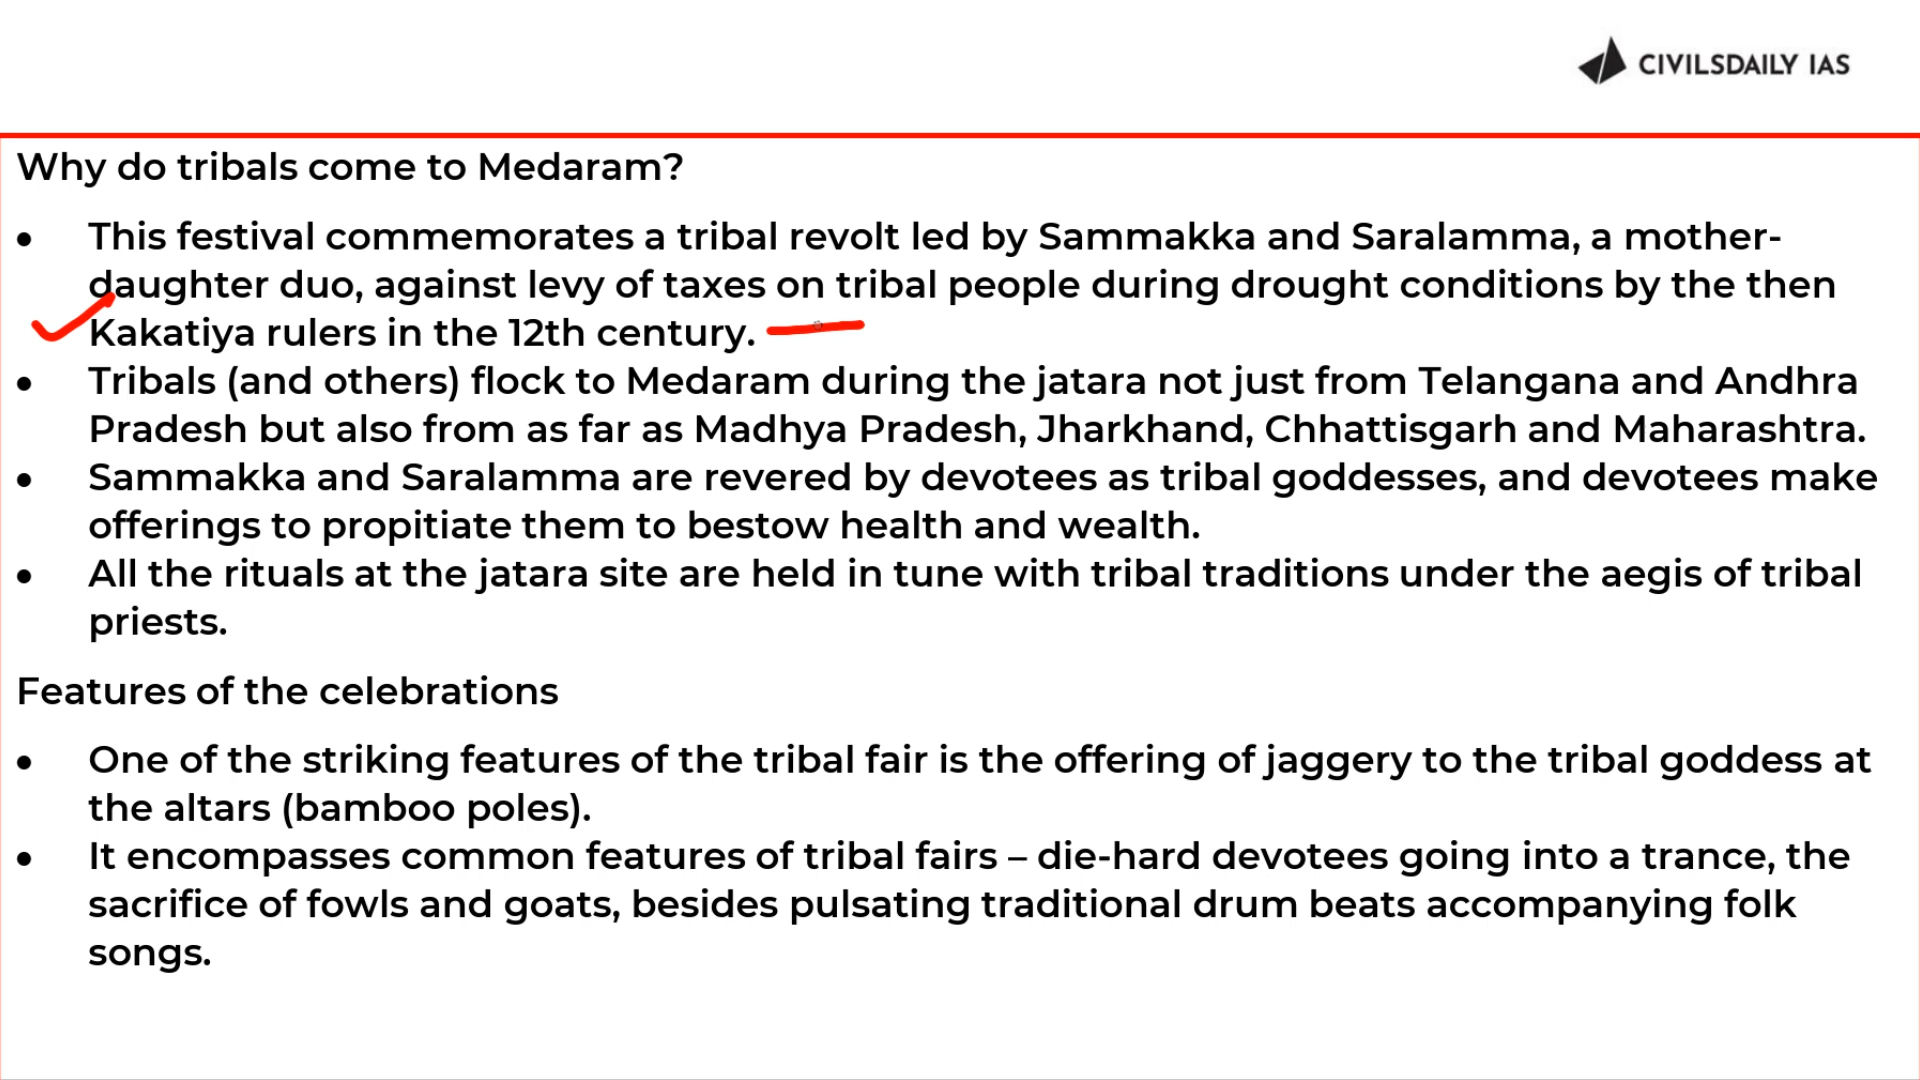 CIVILSDAILY IAS
Why do tribals come to Medaram?
• This festival commemorates a tribal revolt led by Sammakka and Saralamma, a mother-
daughter duo, against levy of taxes on tribal people during drought conditions by the then
Kakatiya rulers in the 12th century.
• Tribals (and others) flock to Medaram during the jatara not just from Telangana and Andhra
Pradesh but also from as far as Madhya Pradesh, Jharkhand, Chhattisgarh and Maharashtra.
• Sammakka and Saralamma are revered by devotees as tribal goddesses, and devotees make
offerings to propitiate them to bestow health and wealth.
• All the rituals at the jatara site are held in tune with tribal traditions under the aegis of tribal
priests.
Features of the celebrations
• One of the striking features of the tribal fair is the offering of jaggery to the tribal goddess at
the altars (bamboo poles).
• It encompasses common features of tribal fairs – die-hard devotees going into a trance, the
sacrifice of fowls and goats, besides pulsating traditional drum beats accompanying folk
songs.